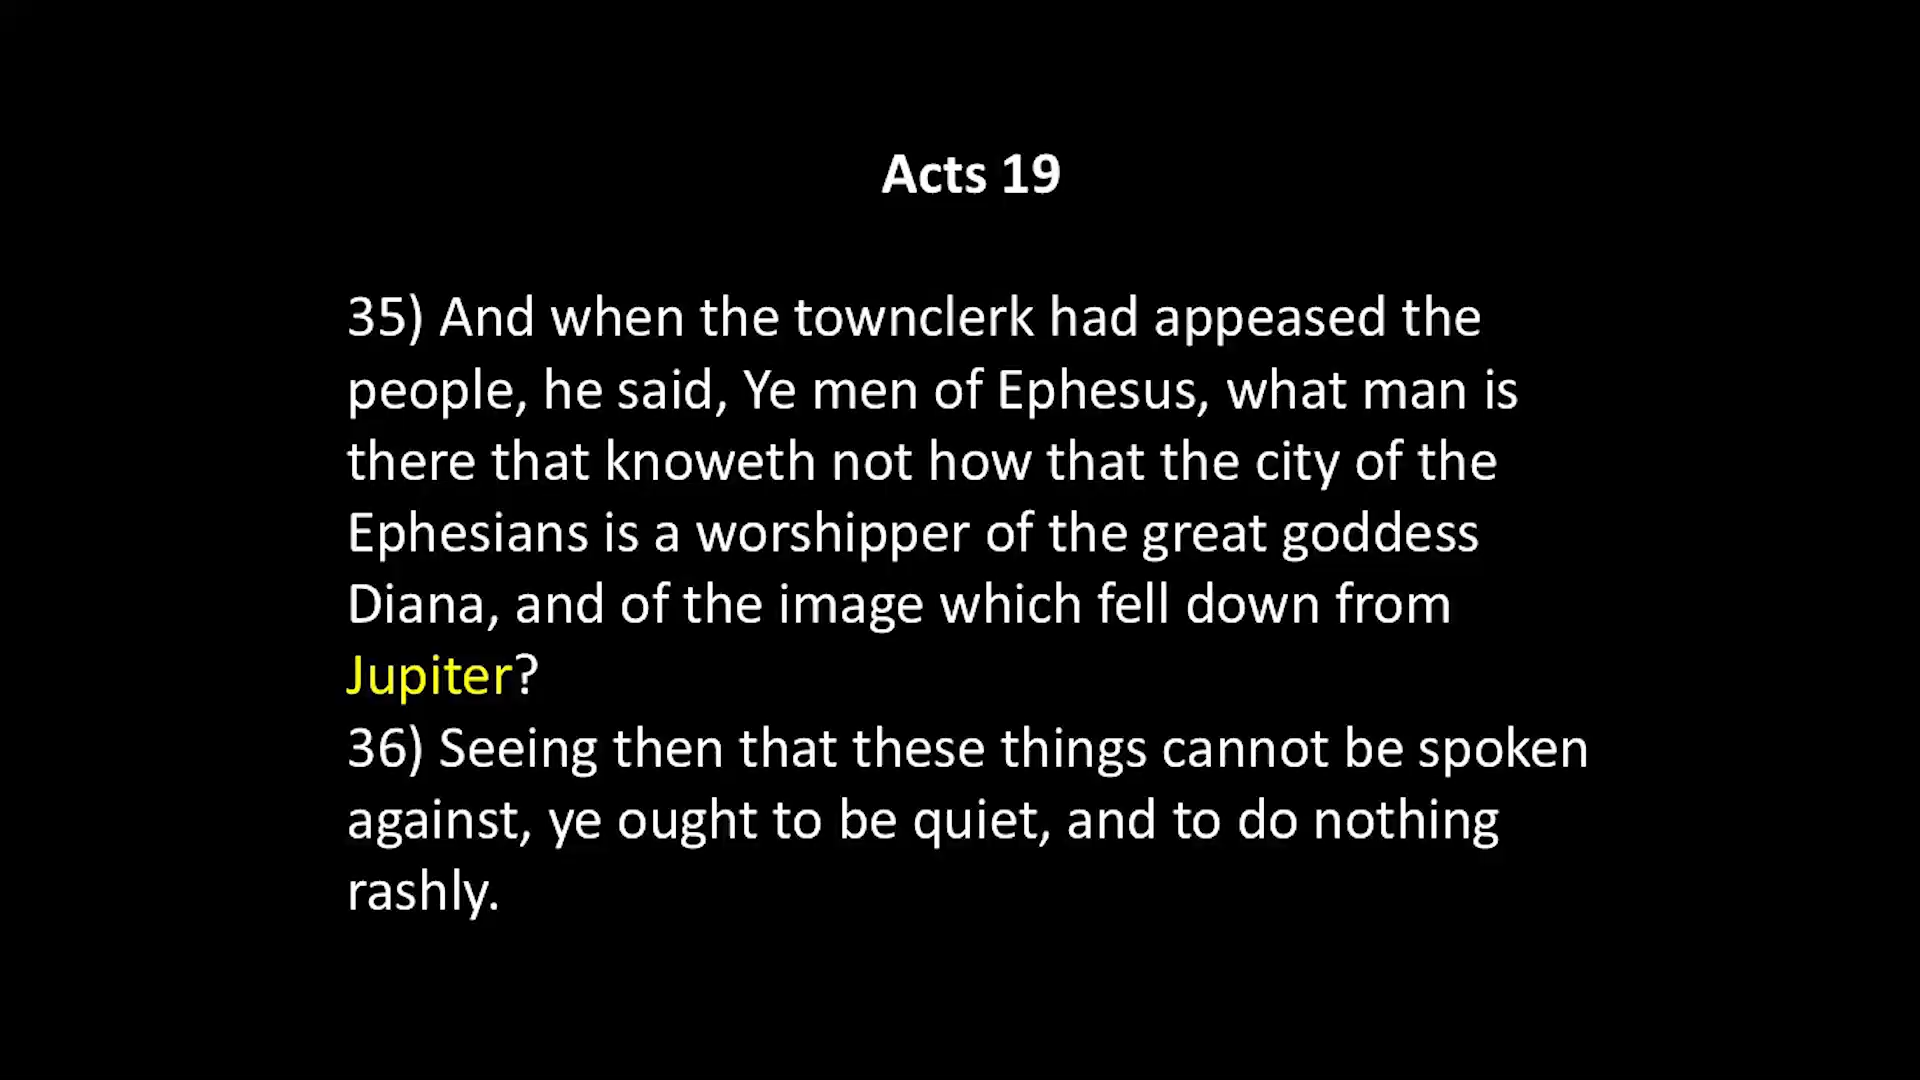 Acts 19
35) And when the townclerk had appeased the
people, he said, Ye men of Ephesus, what man is
there that knoweth not how that the city of the
Ephesians is a worshipper of the great goddess
Diana, and of the image which fell down from
Jupiter?
36) Seeing then that these things cannot be spoken
against, ye ought to be quiet, and to do nothing
rashly.